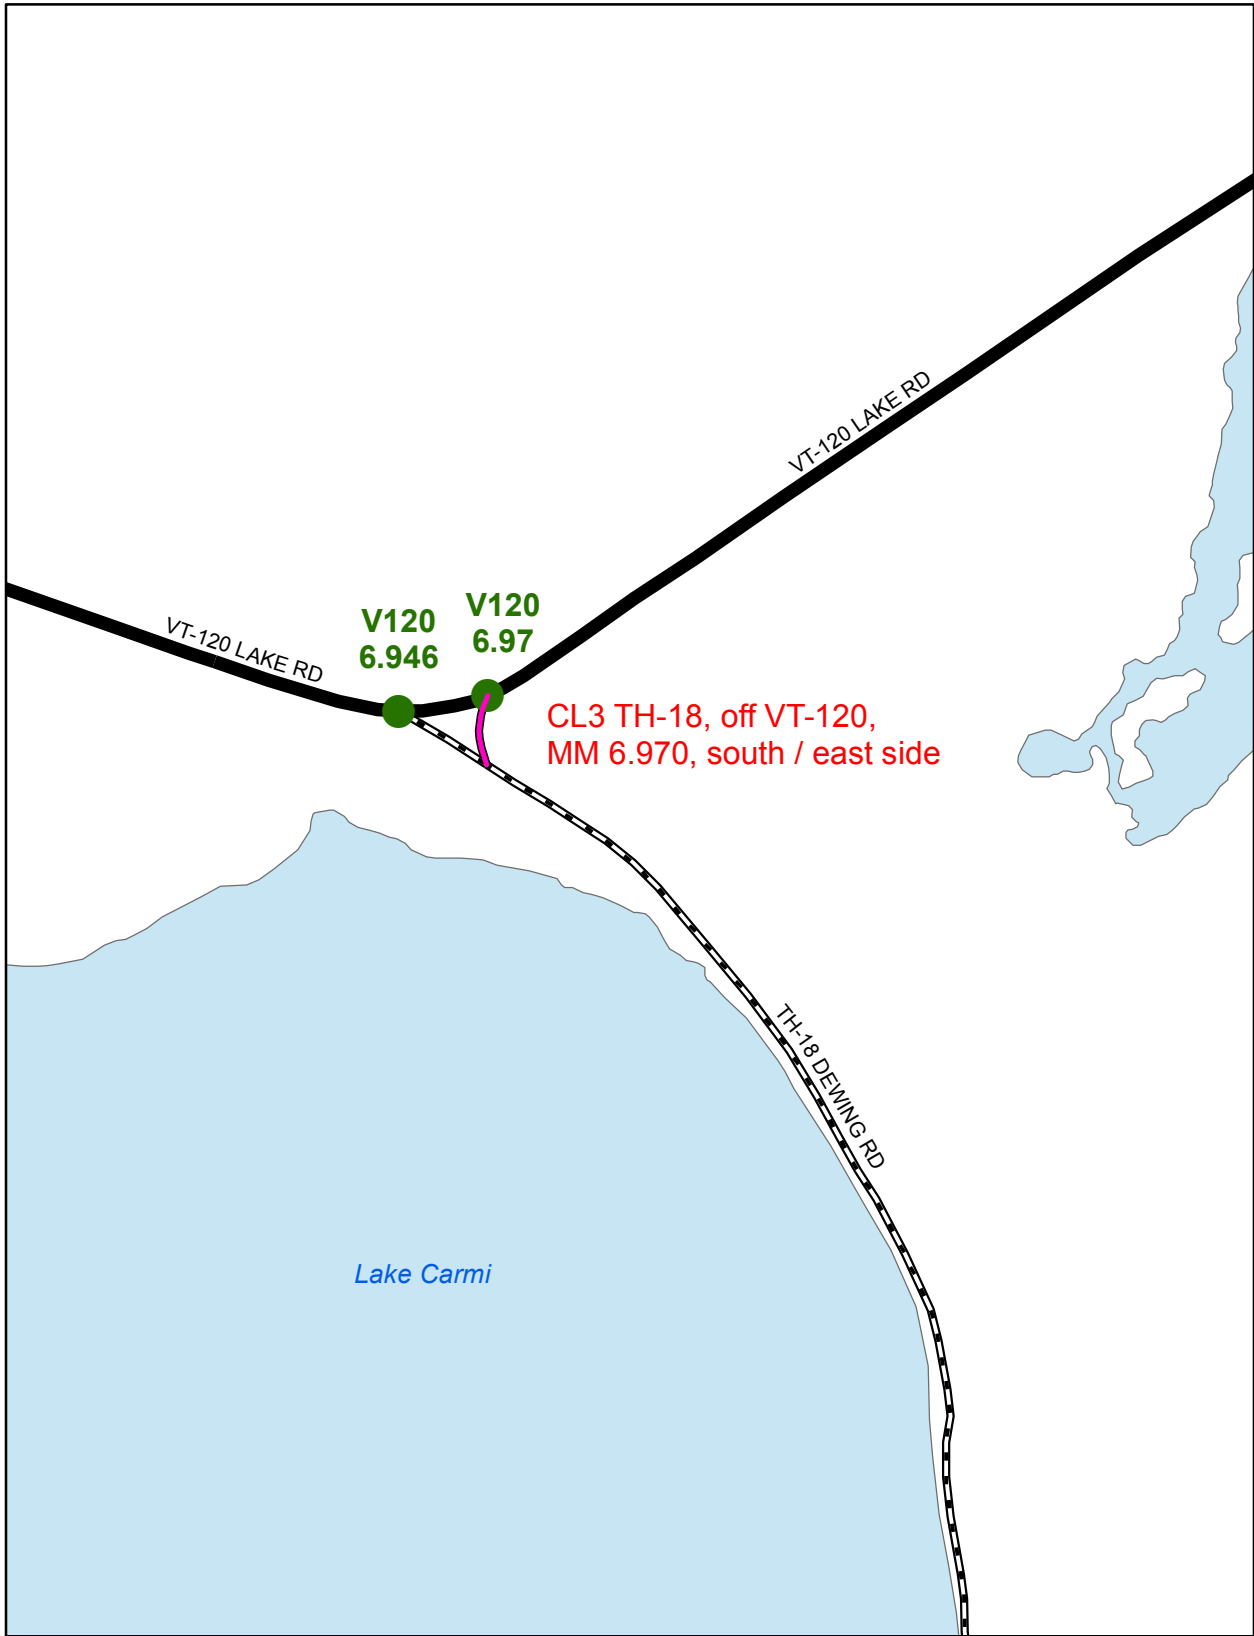 VT-120 LAKE RD
V120
6.97
V120
6.946
VT-120 LAKE RD
CL3 TH-18, off VT-120,
MM 6.970, south / east side
TH-18 DEWING RD
Lake Carmi